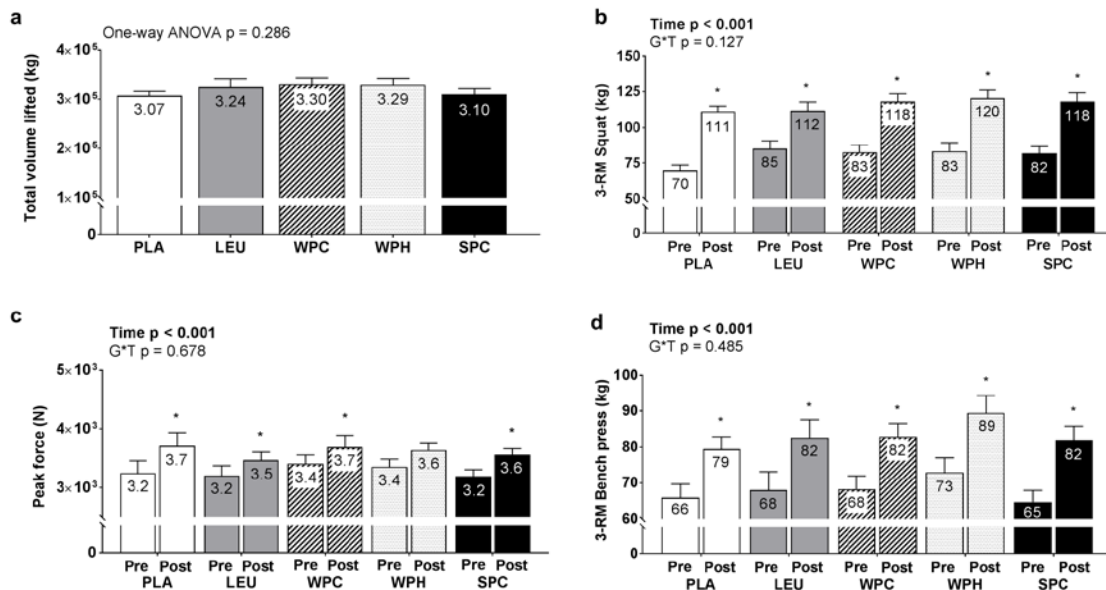 a
One-way ANOVA p = 0.286
Total volume lifted (kg)
4×10⁵
3×10⁵
2×10⁵
1×10⁵
0
3.07 3.24 3.30 3.29 3.10
PLA LEU WPC WPH SPC
b
Time p < 0.001
G*T p = 0.127
3-RM Squat (kg)
150
125
100
75
50
0
* * * * *
70 111 85 112 83 118 83 120 82 118
Pre Post Pre Post Pre Post Pre Post Pre Post
PLA LEU WPC WPH SPC
c
Time p < 0.001
G*T p = 0.678
Peak force (N)
5×10³
4×10³
3×10³
0
* * * *
3.2 3.7 3.2 3.5 3.4 3.7 3.4 3.6 3.2 3.6
Pre Post Pre Post Pre Post Pre Post Pre Post
PLA LEU WPC WPH SPC
d
Time p < 0.001
G*T p = 0.485
3-RM Bench press (kg)
100
90
80
70
60
0
* * * * *
66 79 68 82 68 82 73 89 65 82
Pre Post Pre Post Pre Post Pre Post Pre Post
PLA LEU WPC WPH SPC